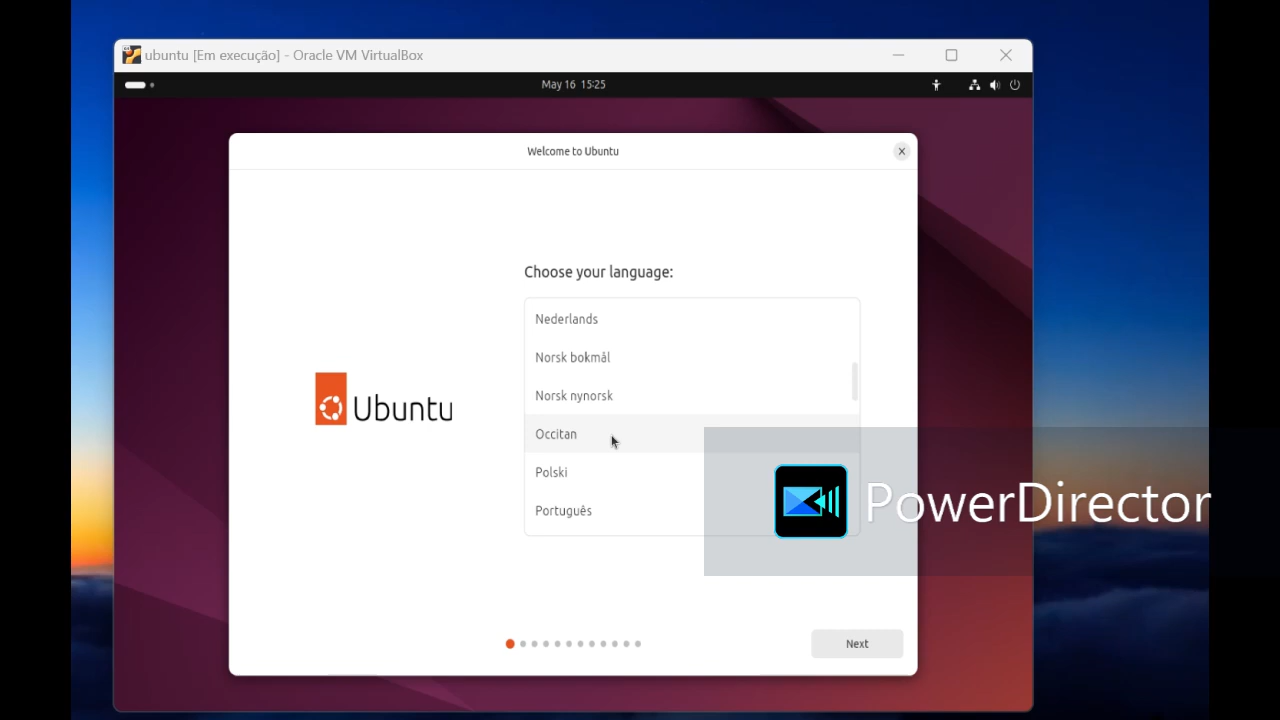 ubuntu [Em execução] - Oracle VM VirtualBox
May 16 15:25
Welcome to Ubuntu
Choose your language:
Nederlands
Norsk bokmål
Norsk nynorsk
Ubuntu
Occitan
Polski
PowerDirector
Português
Next